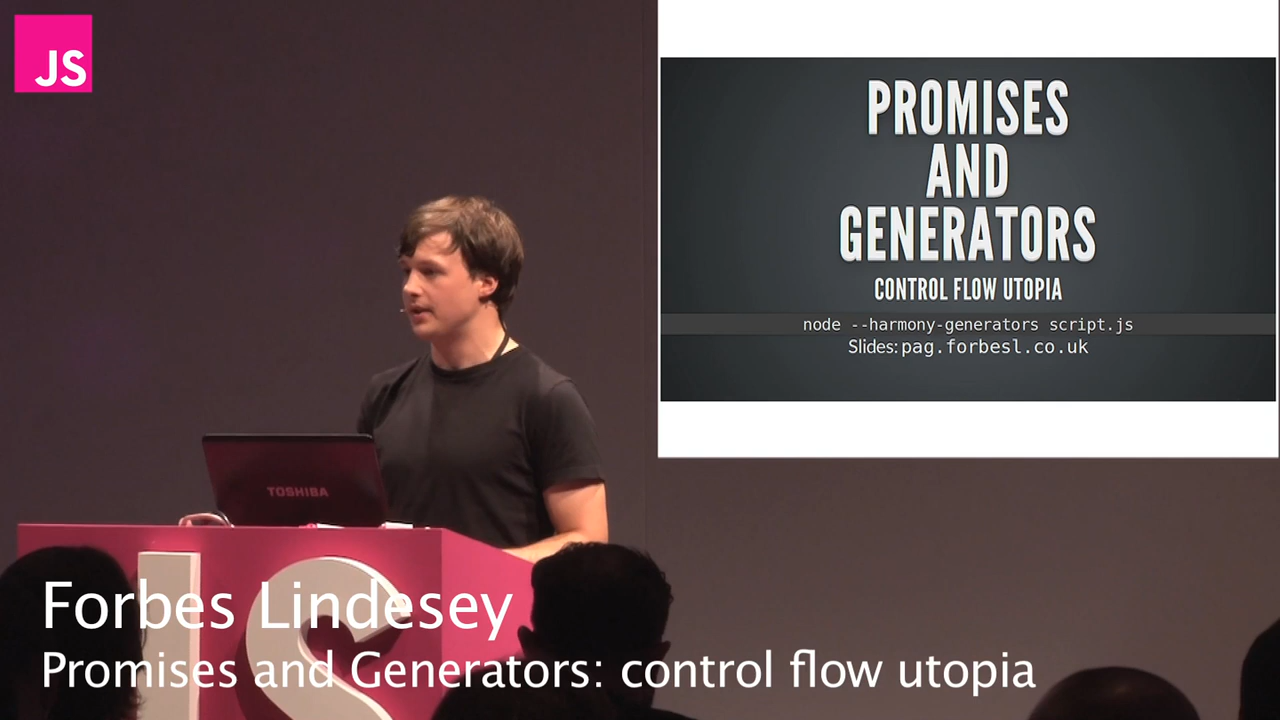 JS
PROMISES
AND
GENERATORS
CONTROL FLOW UTOPIA
node --harmony-generators script.js
Slides: pag.forbesl.co.uk
TOSHIBA
JS
Forbes Lindesey
Promises and Generators: control flow utopia